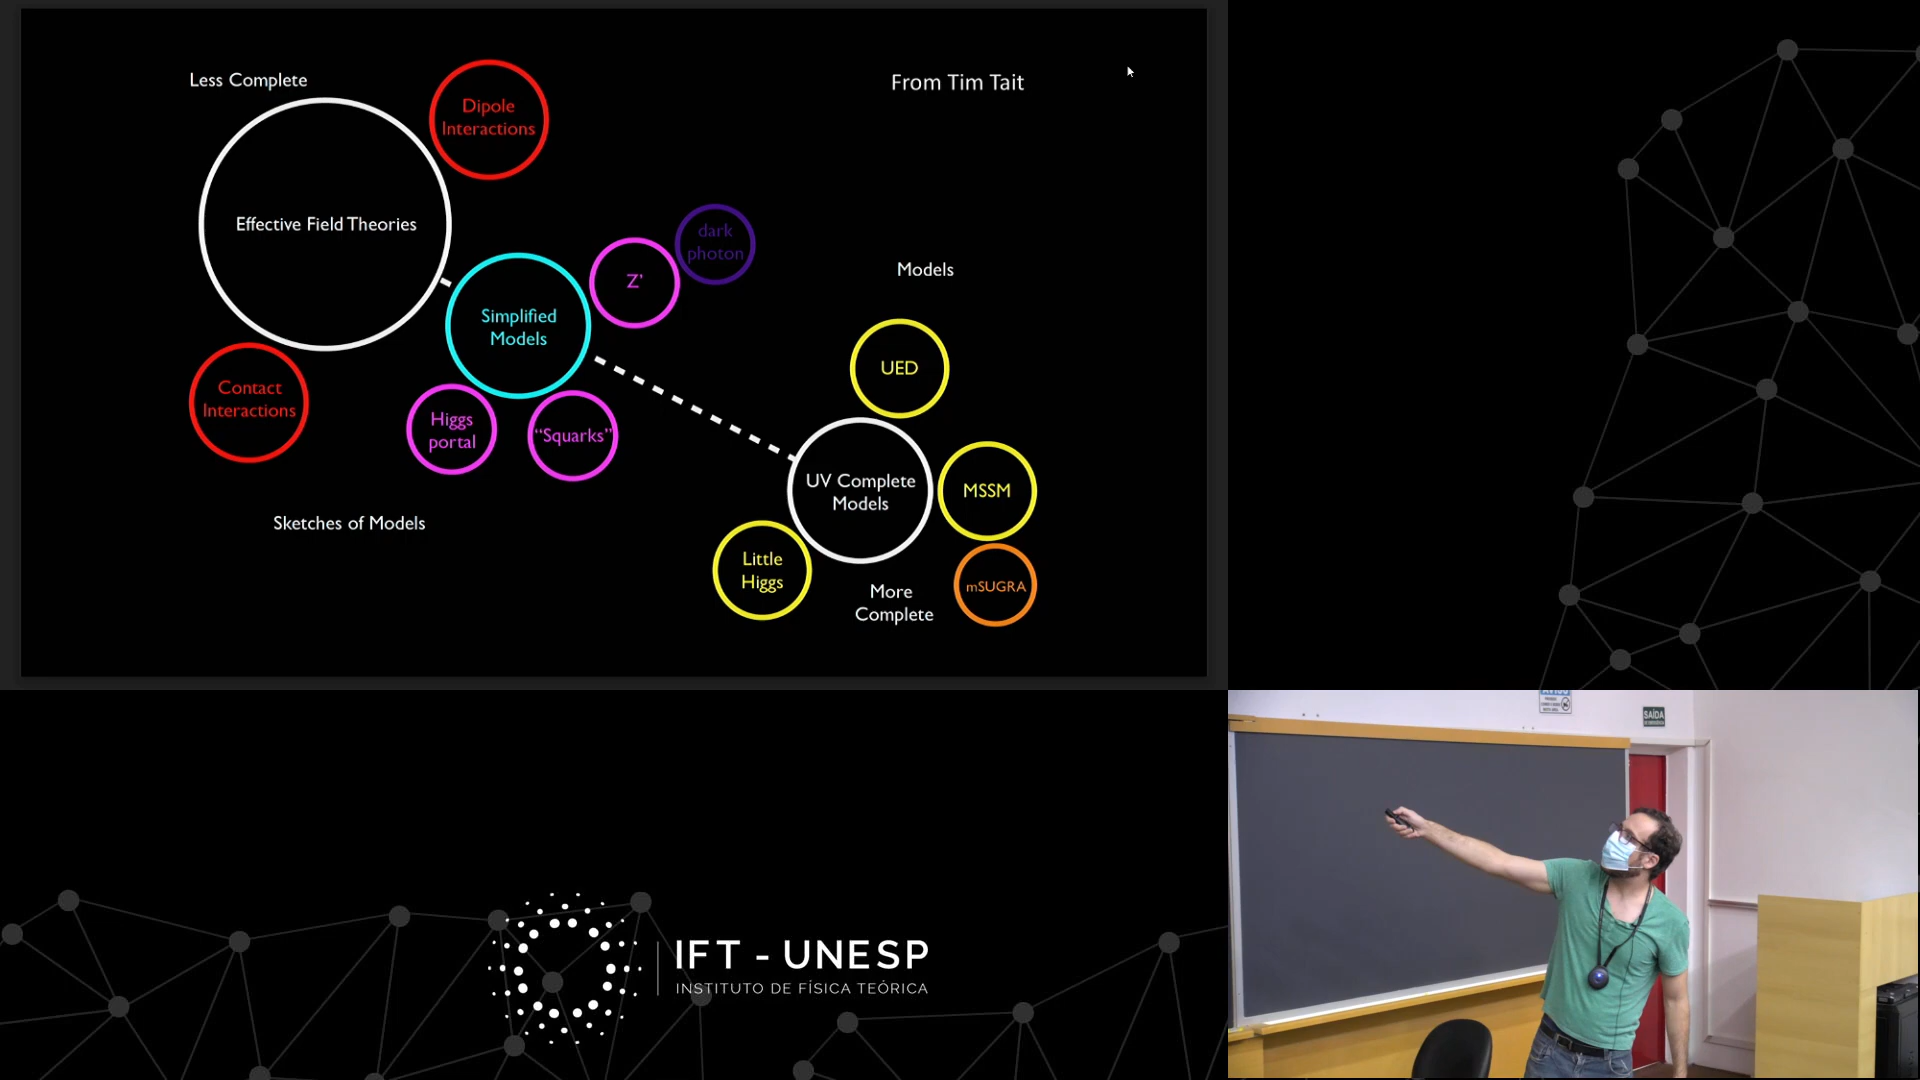 Less Complete
From Tim Tait
Dipole
Interactions
Effective Field Theories
dark
photon
Z'
Models
Simplified
Models
UED
Contact
Interactions
Higgs
portal
“Squarks”
UV Complete
Models
MSSM
Sketches of Models
Little
Higgs
More
Complete
mSUGRA
SAÍDA
IFT - UNESP
INSTITUTO DE FÍSICA TEÓRICA